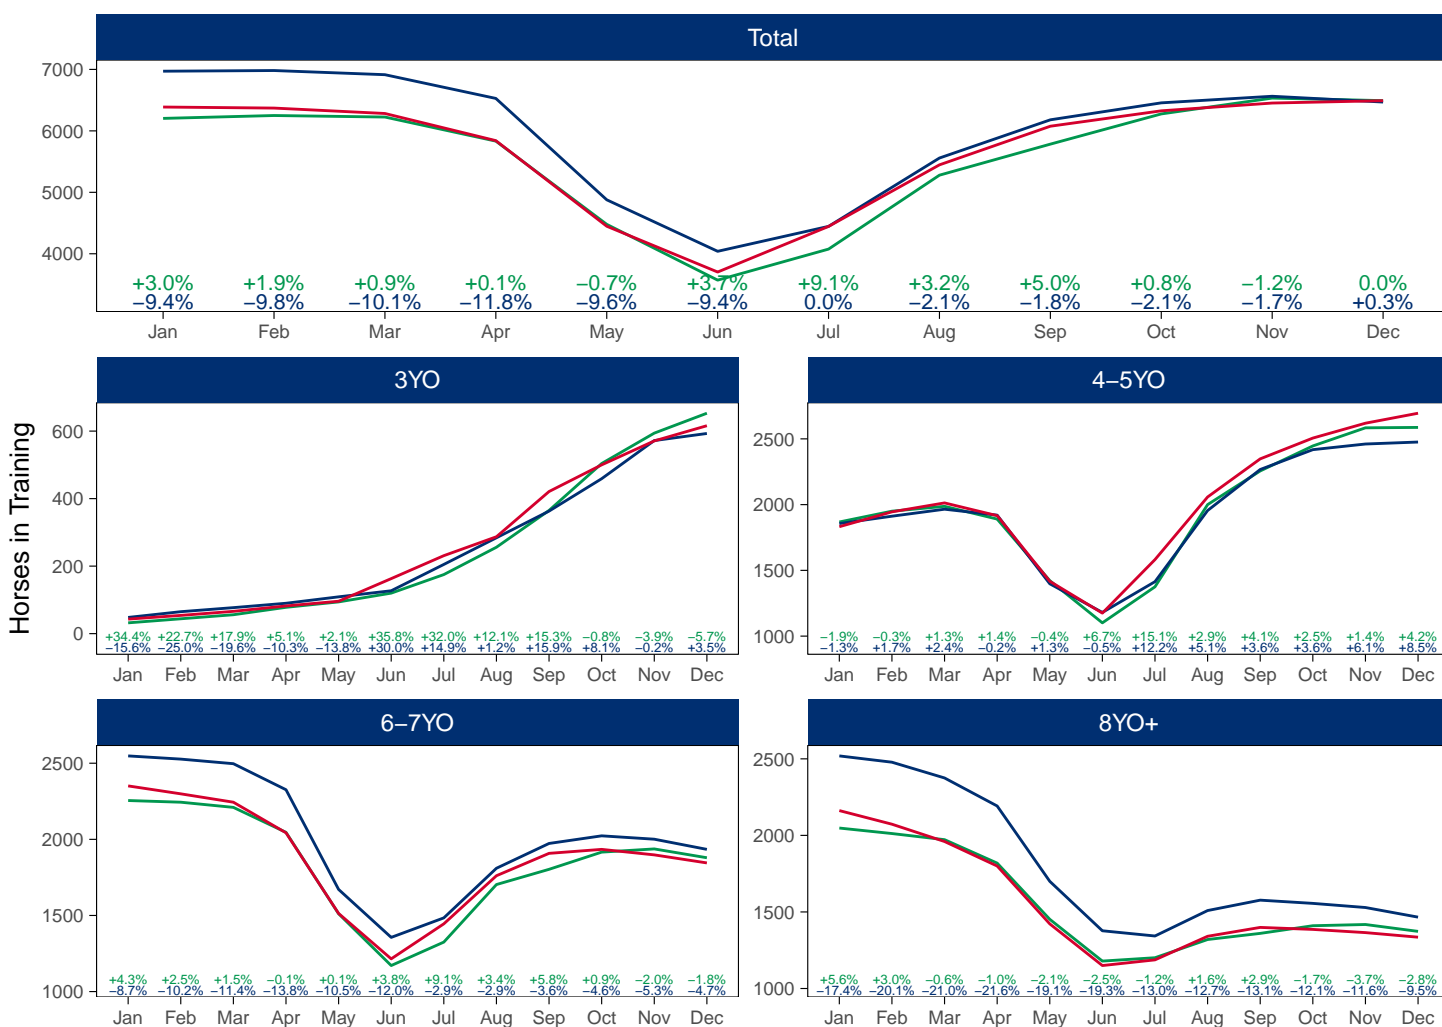 Total
7000
6000
5000
4000
+3.0% +1.9% +0.9% +0.1% −0.7% +3.7% +9.1% +3.2% +5.0% +0.8% −1.2% 0.0%
−9.4% −9.8% −10.1% −11.8% −9.6% −9.4% 0.0% −2.1% −1.8% −2.1% −1.7% +0.3%
Jan Feb Mar Apr May Jun Jul Aug Sep Oct Nov Dec
Horses in Training
3YO
600
400
200
0
+34.4% +22.7% +17.9% +5.1% +2.1% +35.8% +32.0% +12.1% +15.3% −0.8% −3.9% −5.7%
−15.6% −25.0% −19.6% −10.3% −13.8% +30.0% +14.9% +1.2% +15.9% +8.1% −0.2% +3.5%
Jan Feb Mar Apr May Jun Jul Aug Sep Oct Nov Dec
4−5YO
2500
2000
1500
1000
−1.9% −0.3% +1.3% +1.4% −0.4% +6.7% +15.1% +2.9% +4.1% +2.5% +1.4% +4.2%
−1.3% +1.7% +2.4% −0.2% +1.3% −0.5% +12.2% +5.1% +3.6% +3.6% +6.1% +8.5%
Jan Feb Mar Apr May Jun Jul Aug Sep Oct Nov Dec
6−7YO
2500
2000
1500
1000
+4.3% +2.5% +1.5% −0.1% +0.1% +3.8% +9.1% +3.4% +5.8% +0.9% −2.0% −1.8%
−8.7% −10.2% −11.4% −13.8% −10.5% −12.0% −2.9% −2.9% −3.6% −4.6% −5.3% −4.7%
Jan Feb Mar Apr May Jun Jul Aug Sep Oct Nov Dec
8YO+
2500
2000
1500
1000
+5.6% +3.0% −0.6% −1.0% −2.1% −2.5% −1.2% +1.6% +2.9% −1.7% −3.7% −2.8%
−17.4% −20.1% −21.0% −21.6% −19.1% −19.3% −13.0% −12.7% −13.1% −12.1% −11.6% −9.5%
Jan Feb Mar Apr May Jun Jul Aug Sep Oct Nov Dec